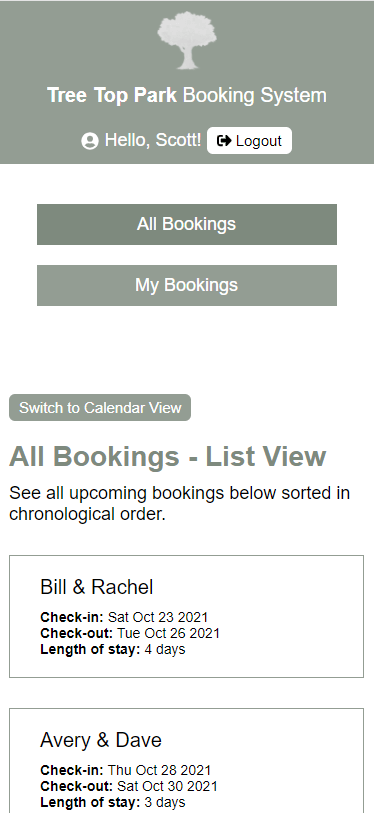 Tree Top Park Booking System
Hello, Scott! Logout
All Bookings
My Bookings
Switch to Calendar View
All Bookings - List View
See all upcoming bookings below sorted in
chronological order.
Bill & Rachel
Check-in: Sat Oct 23 2021
Check-out: Tue Oct 26 2021
Length of stay: 4 days
Avery & Dave
Check-in: Thu Oct 28 2021
Check-out: Sat Oct 30 2021
Length of stay: 3 days